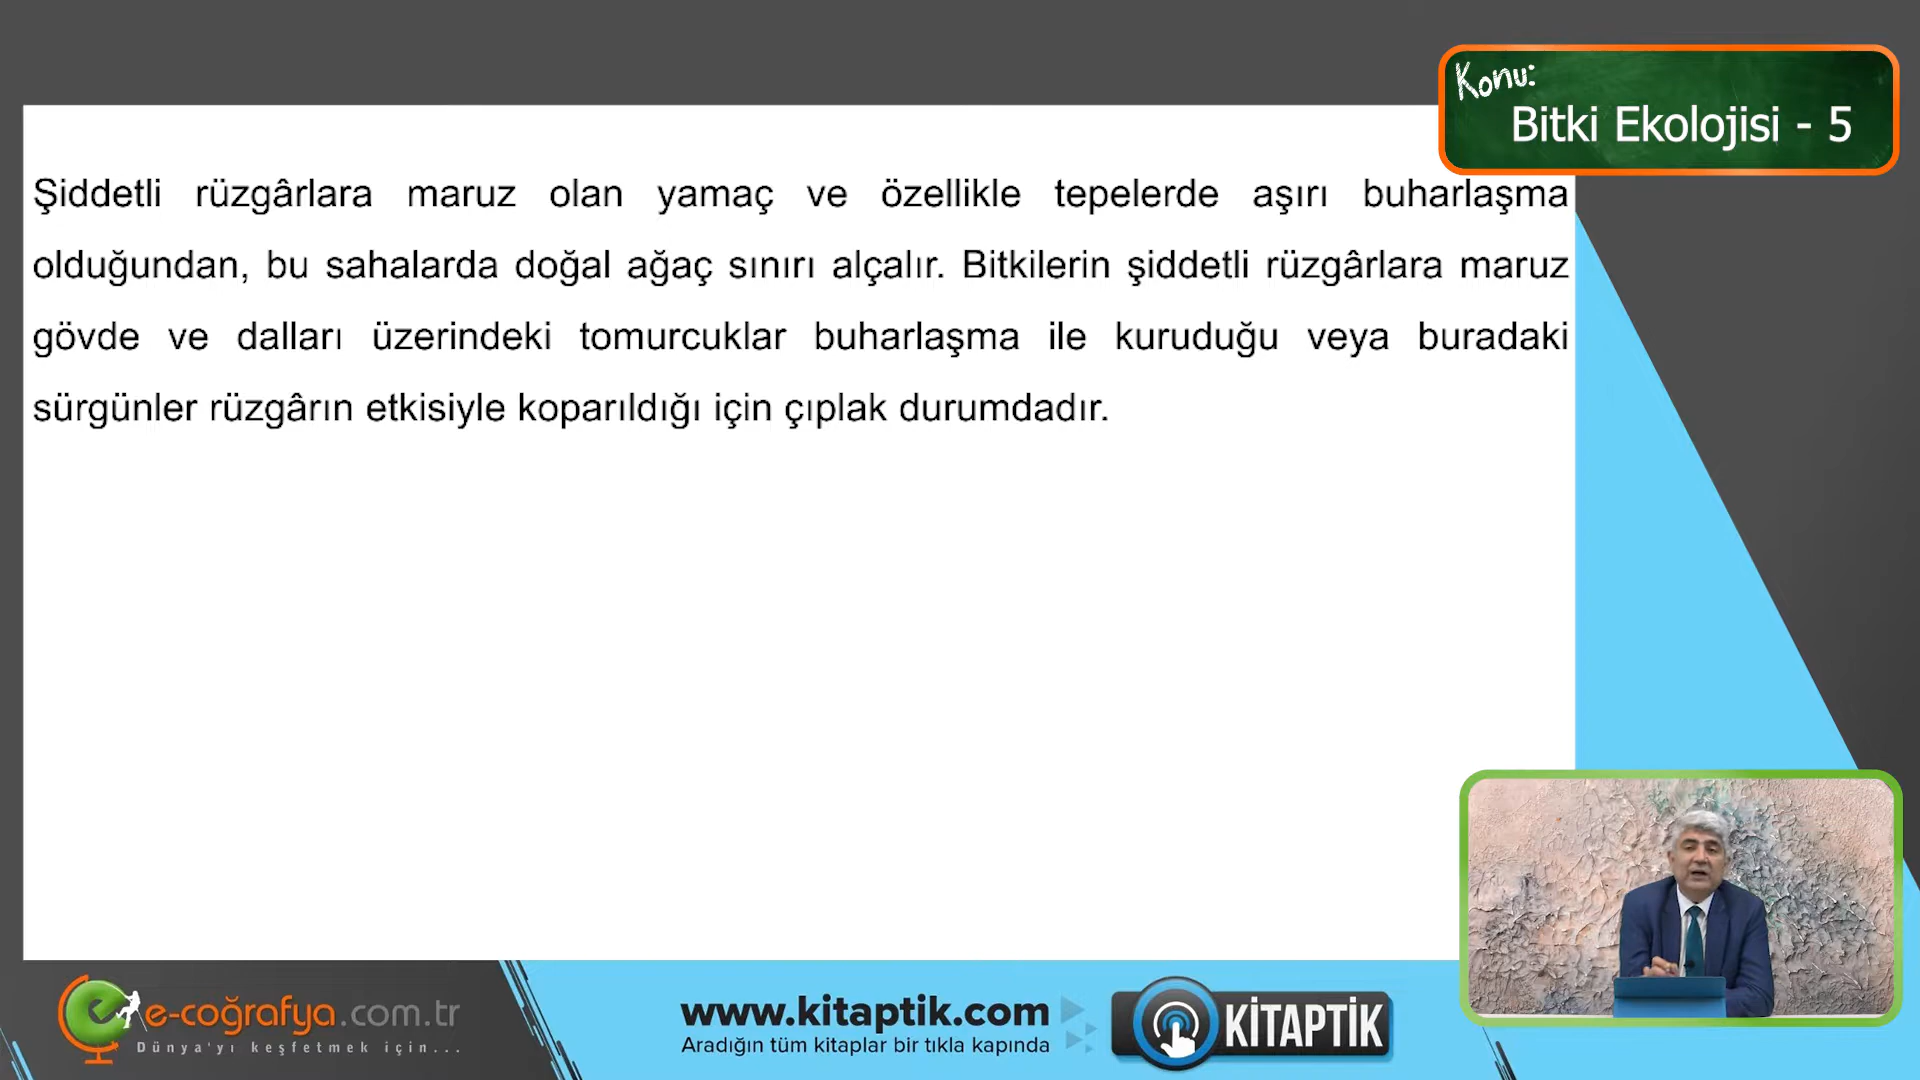 Konu:
Bitki Ekolojisi - 5
Şiddetli rüzgârlara maruz olan yamaç ve özellikle tepelerde aşırı buharlaşma
olduğundan, bu sahalarda doğal ağaç sınırı alçalır. Bitkilerin şiddetli rüzgârlara maruz
gövde ve dalları üzerindeki tomurcuklar buharlaşma ile kuruduğu veya buradaki
sürgünler rüzgârın etkisiyle koparıldığı için çıplak durumdadır.
e-coğrafya.com.tr
Dünya'yı keşfetmek için...
www.kitaptik.com
Aradığın tüm kitaplar bir tıkla kapında
KİTAPTIK